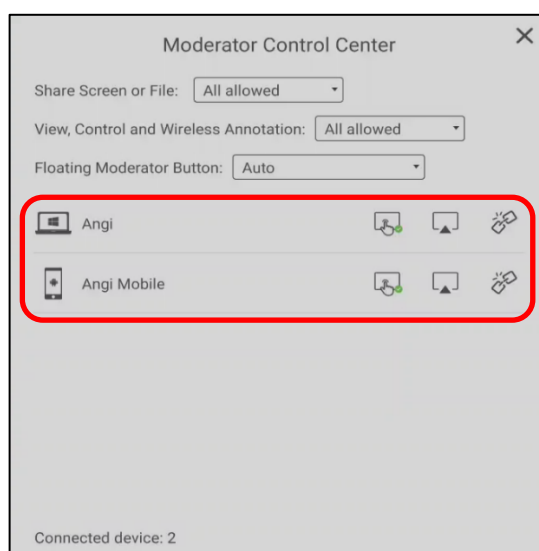 Moderator Control Center
Share Screen or File: All allowed
View, Control and Wireless Annotation: All allowed
Floating Moderator Button: Auto
Angi
Angi Mobile
Connected device: 2